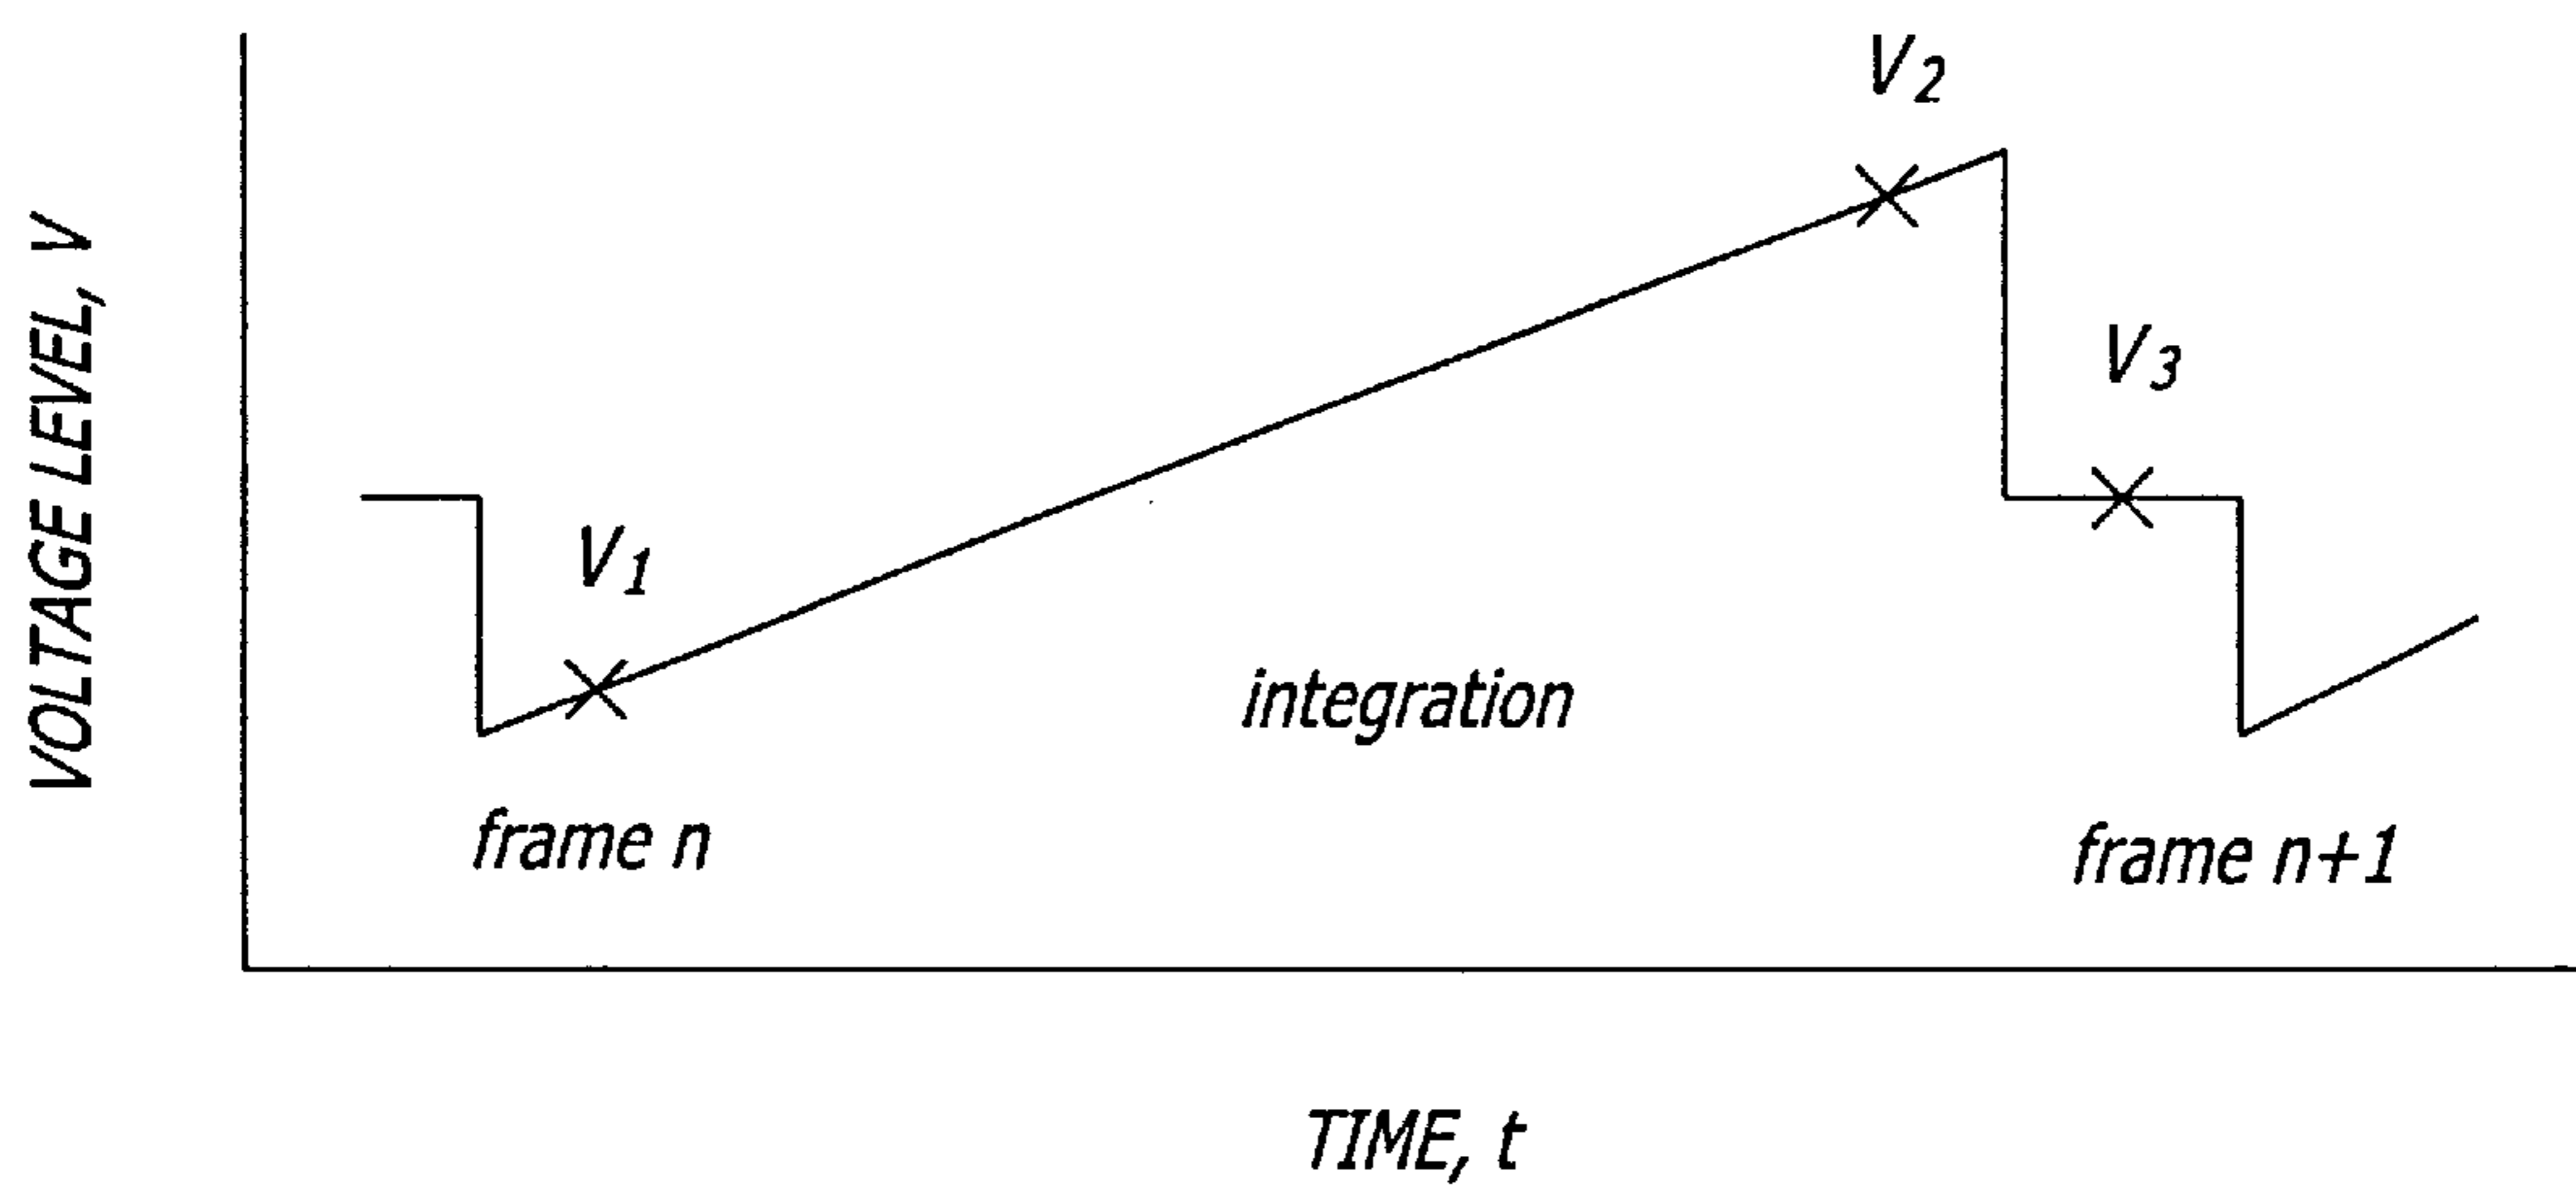 VOLTAGE LEVEL, V
V2
V3
V1
integration
frame n
frame n+1
TIME, t